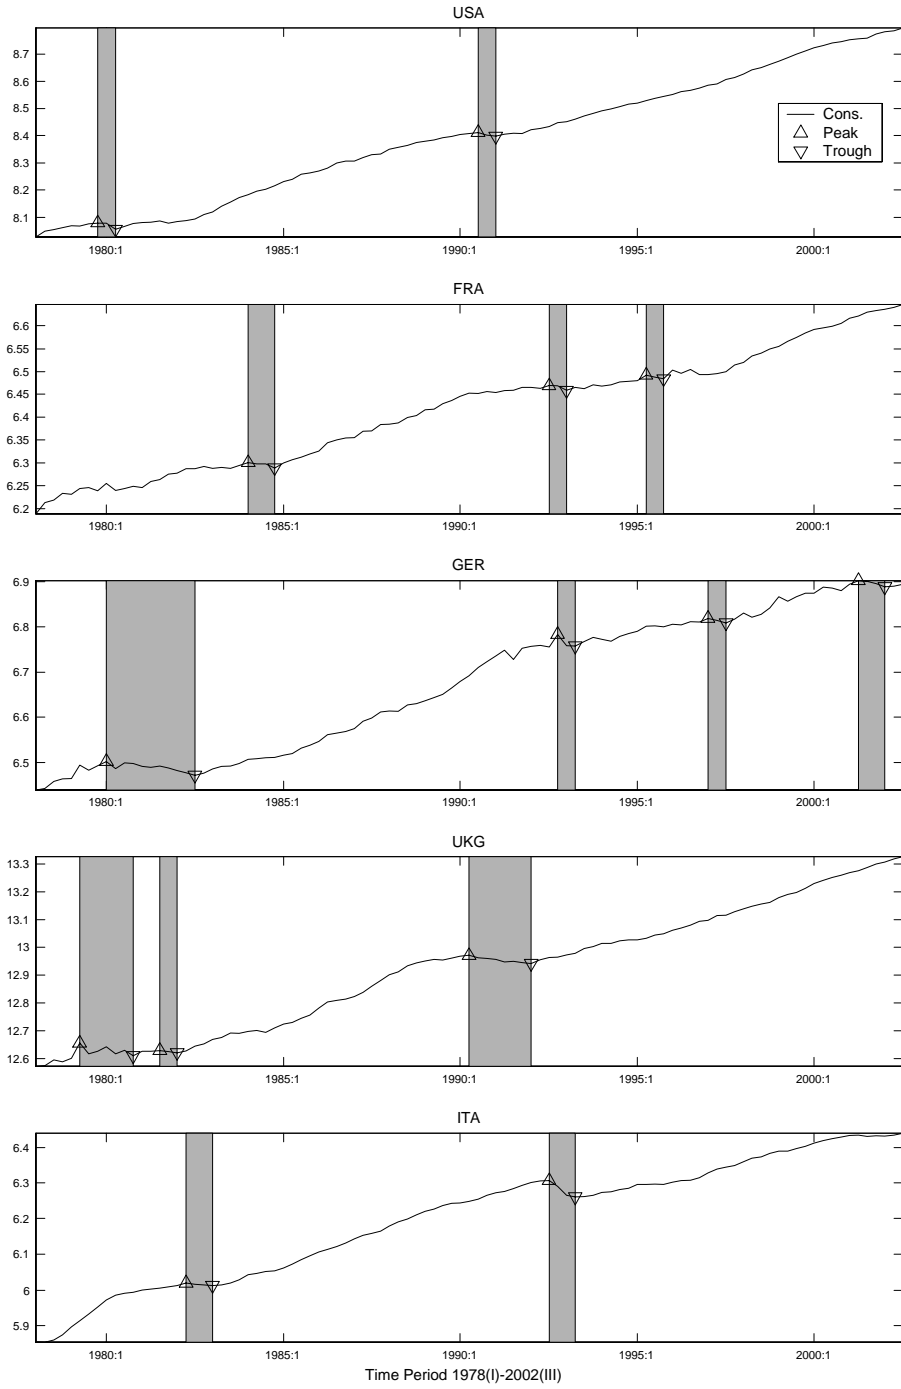 USA
8.7
8.6
8.5
8.4
8.3
8.2
8.1
Cons.
Peak
Trough
1980:1 1985:1 1990:1 1995:1 2000:1
FRA
6.6
6.55
6.5
6.45
6.4
6.35
6.3
6.25
6.2
1980:1 1985:1 1990:1 1995:1 2000:1
GER
6.9
6.8
6.7
6.6
6.5
1980:1 1985:1 1990:1 1995:1 2000:1
UKG
13.3
13.2
13.1
13
12.9
12.8
12.7
12.6
1980:1 1985:1 1990:1 1995:1 2000:1
ITA
6.4
6.3
6.2
6.1
6
5.9
1980:1 1985:1 1990:1 1995:1 2000:1
Time Period 1978(I)-2002(III)